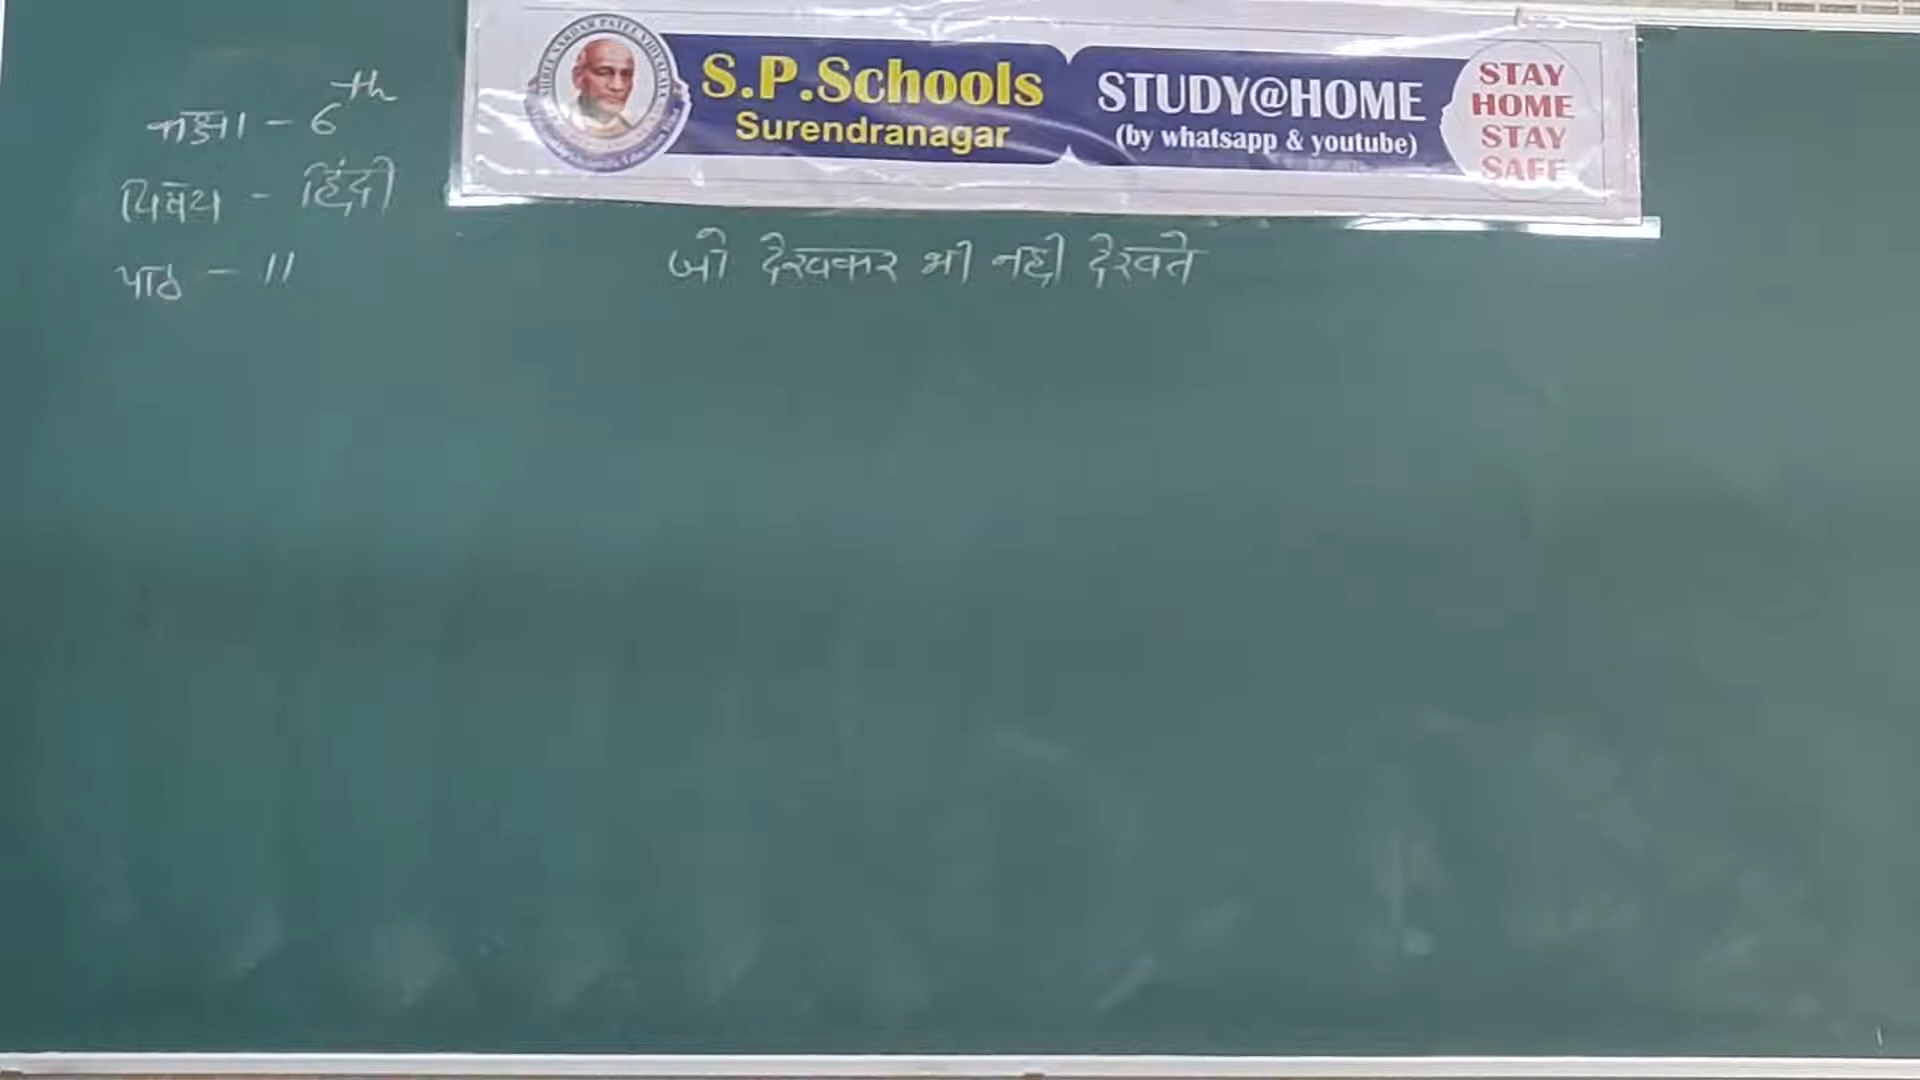 S.P.Schools
Surendranagar
STUDY@HOME
(by whatsapp & youtube)
STAY
HOME
STAY
SAFE
कक्षा - 6th
विषय - हिंदी
पाठ - 11
जो देखकर भी नही देखते